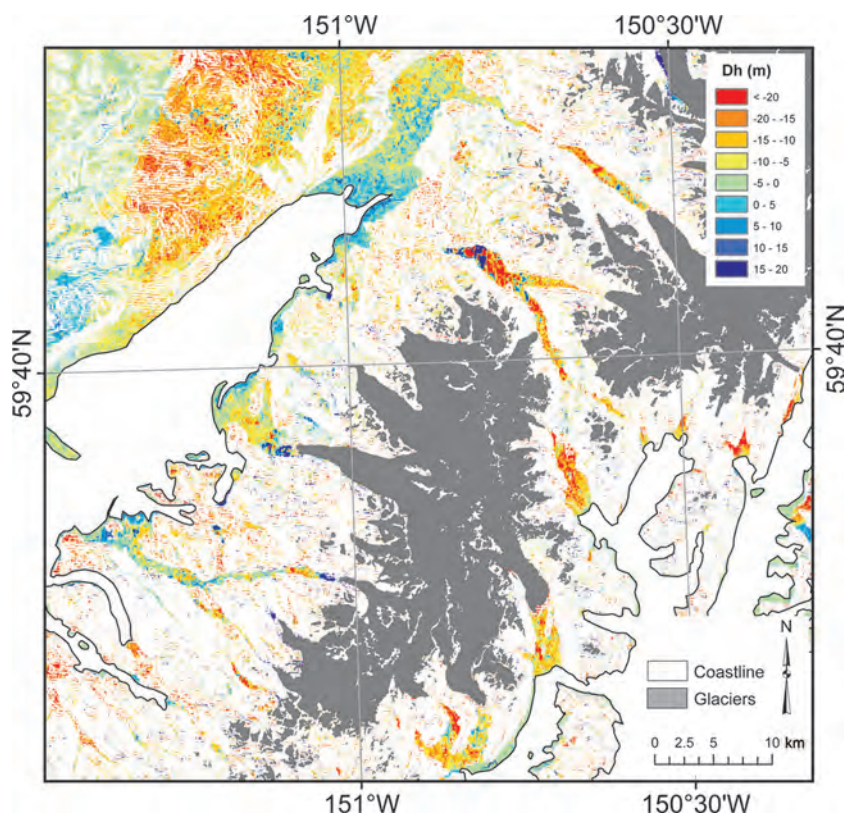 151°W 150°30'W
Dh (m)
< -20
-20 - -15
-15 - -10
-10 - -5
-5 - 0
0 - 5
5 - 10
10 - 15
15 - 20
59°40'N 59°40'N
N
Coastline
Glaciers
0 2.5 5 10 km
151°W 150°30'W